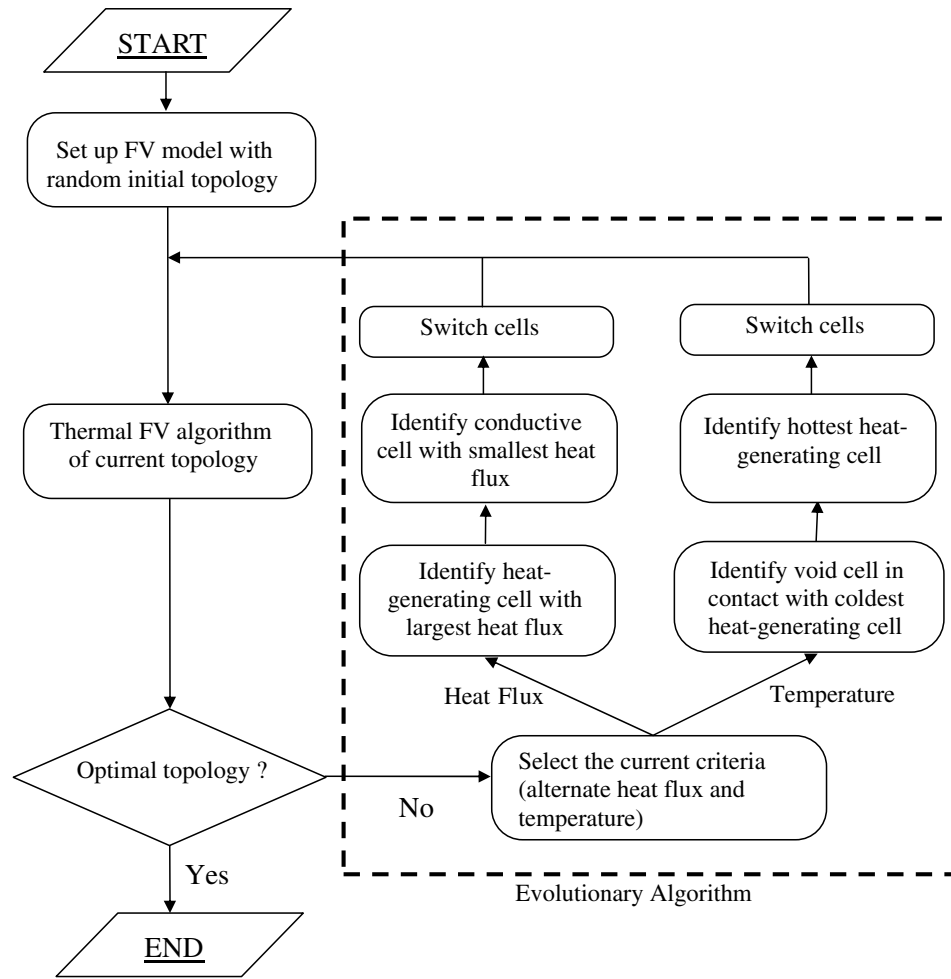 START
Set up FV model with
random initial topology
Switch cells
Switch cells
Thermal FV algorithm
of current topology
Identify conductive
cell with smallest heat
flux
Identify hottest heat-
generating cell
Identify heat-
generating cell with
largest heat flux
Identify void cell in
contact with coldest
heat-generating cell
Heat Flux
Temperature
Optimal topology ?
No
Select the current criteria
(alternate heat flux and
temperature)
Yes
Evolutionary Algorithm
END